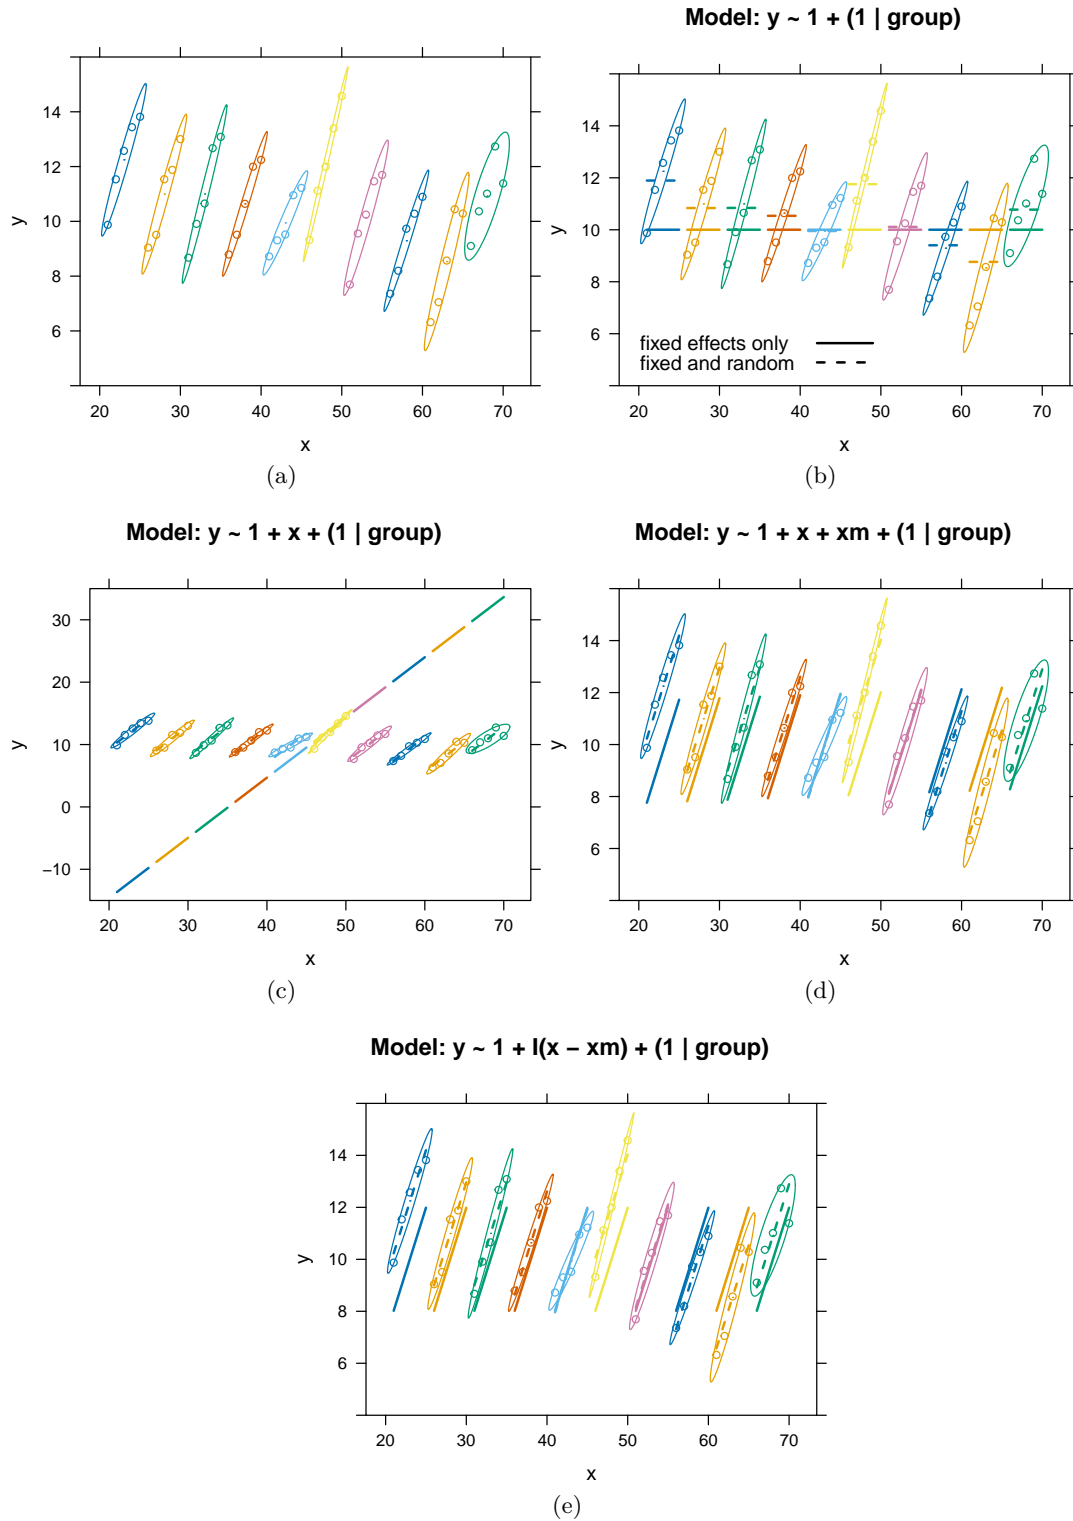 Model: y ~ 1 + (1 | group)
14
12
10
8
6
y
20 30 40 50 60 70
x
(a)
14
12
10
8
6
y
fixed effects only
fixed and random
20 30 40 50 60 70
x
(b)
Model: y ~ 1 + x + (1 | group)
30
20
10
0
−10
y
20 30 40 50 60 70
x
(c)
Model: y ~ 1 + x + xm + (1 | group)
14
12
10
8
6
y
20 30 40 50 60 70
x
(d)
Model: y ~ 1 + I(x − xm) + (1 | group)
14
12
10
8
6
y
20 30 40 50 60 70
x
(e)